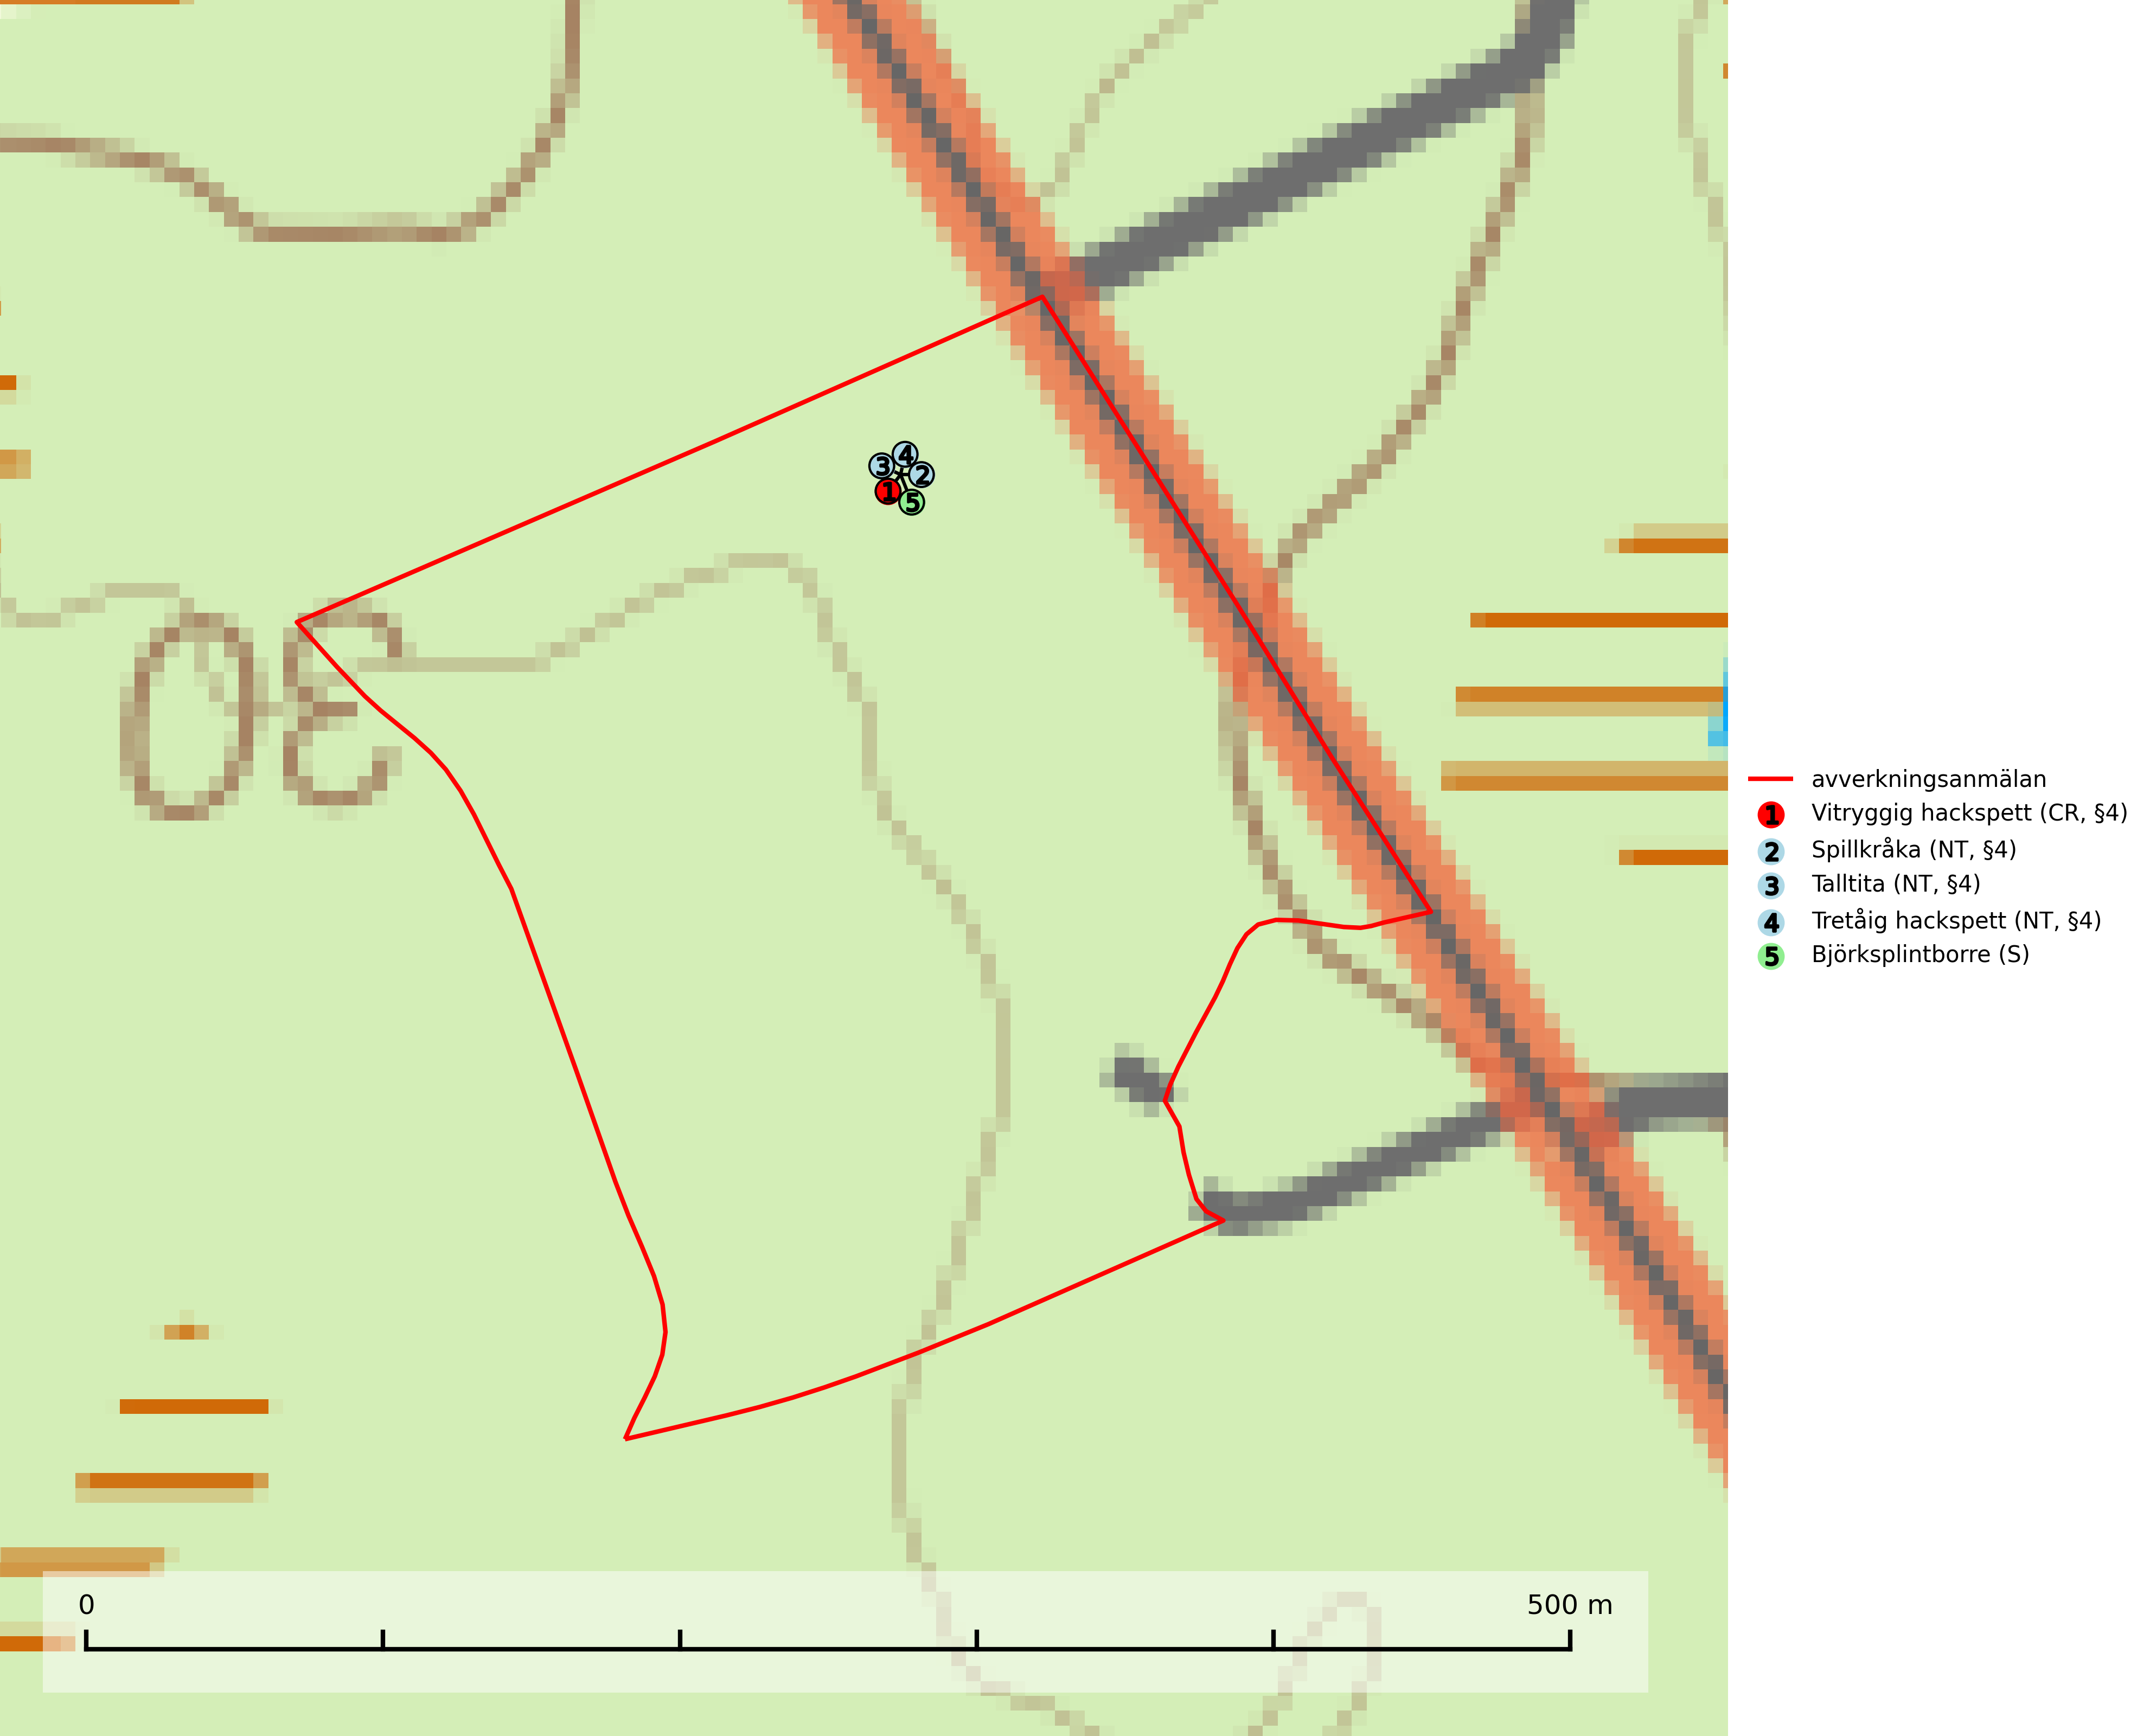 4
3
2
1
5
30
avverkningsanmälan
1 Vitryggig hackspett (CR, §4)
2 Spillkråka (NT, §4)
3 Talltita (NT, §4)
4 Tretåig hackspett (NT, §4)
5 Björksplintborre (S)
0 500 m